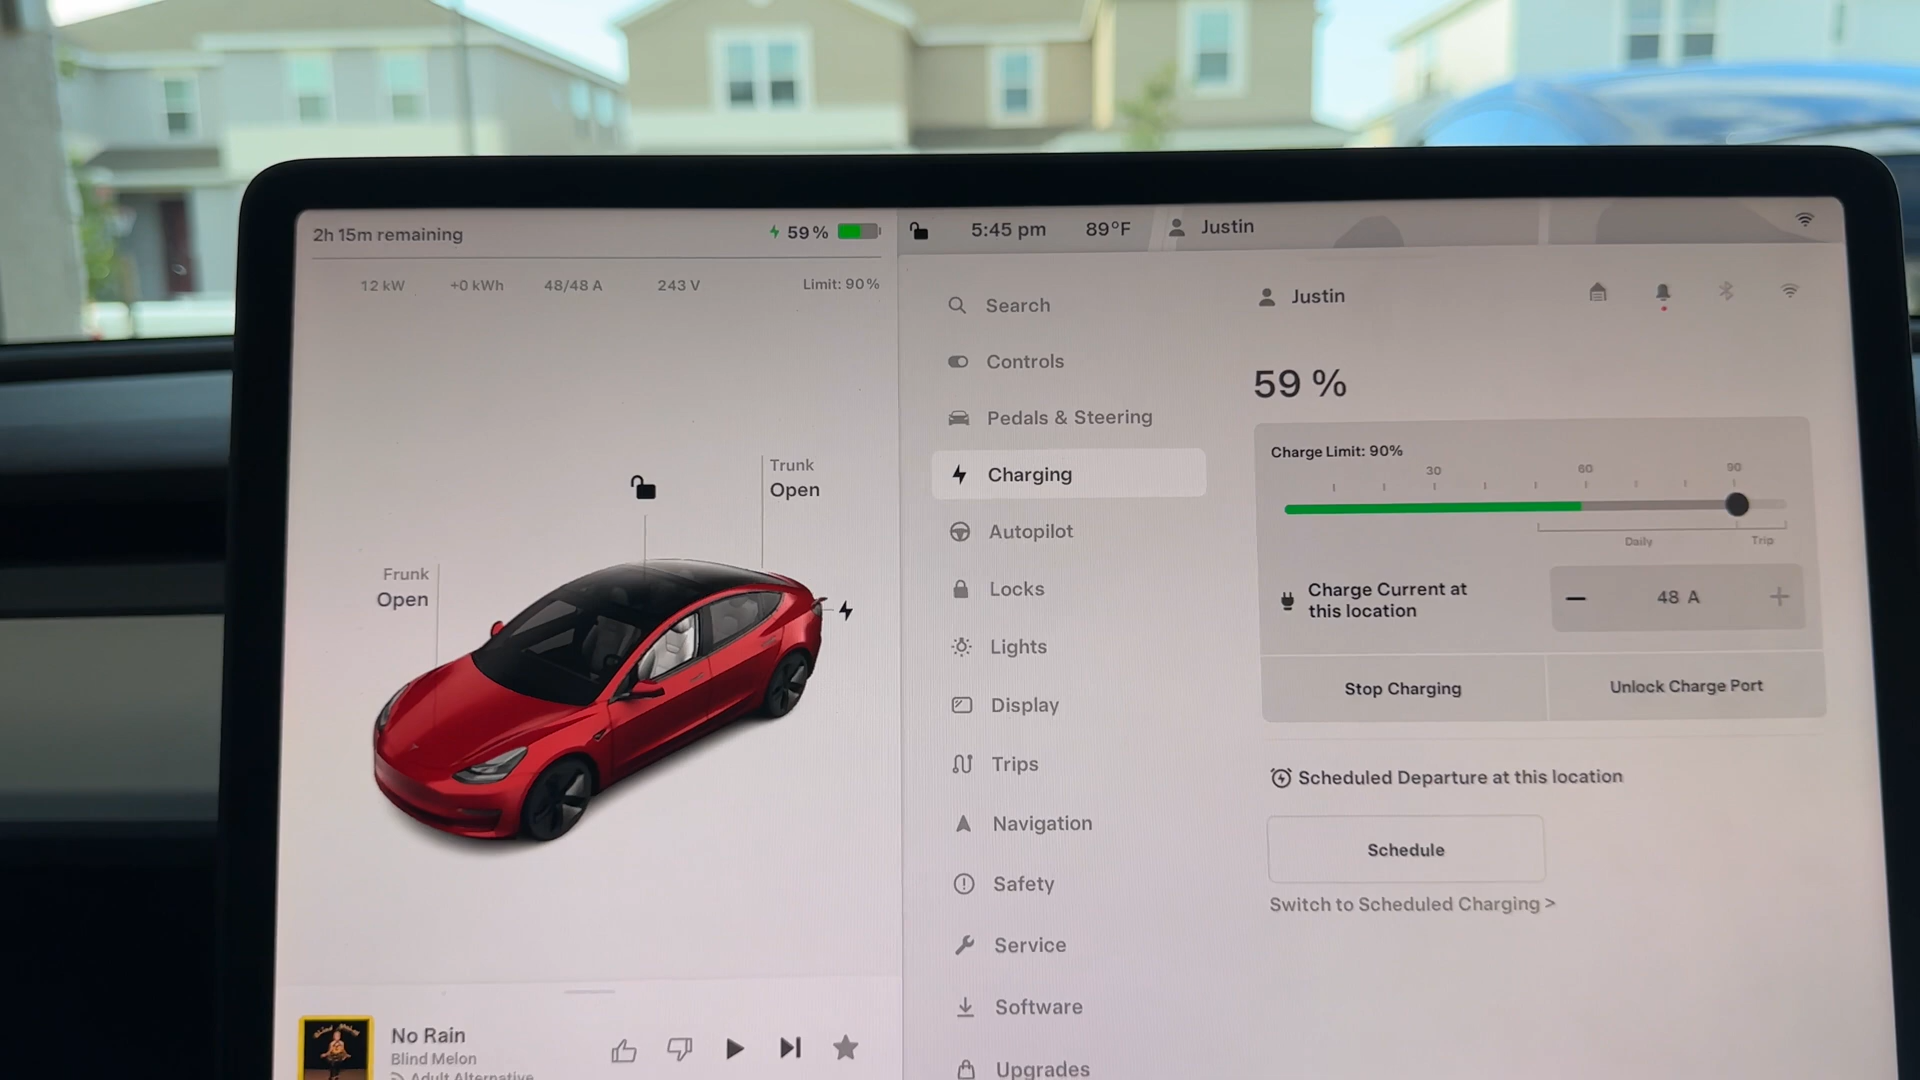 2h 15m remaining
59 %
12 kW
+0 kWh
48/48 A
243 V
Limit: 90%
Trunk
Open
Frunk
Open
No Rain
Blind Melon
Adult Alternative
5:45 pm
89°F
Justin
Search
Controls
Pedals & Steering
Charging
Autopilot
Locks
Lights
Display
Trips
Navigation
Safety
Service
Software
Upgrades
Justin
59 %
Charge Limit: 90%
30
60
90
Daily
Trip
Charge Current at
this location
48 A
Stop Charging
Unlock Charge Port
Scheduled Departure at this location
Schedule
Switch to Scheduled Charging >